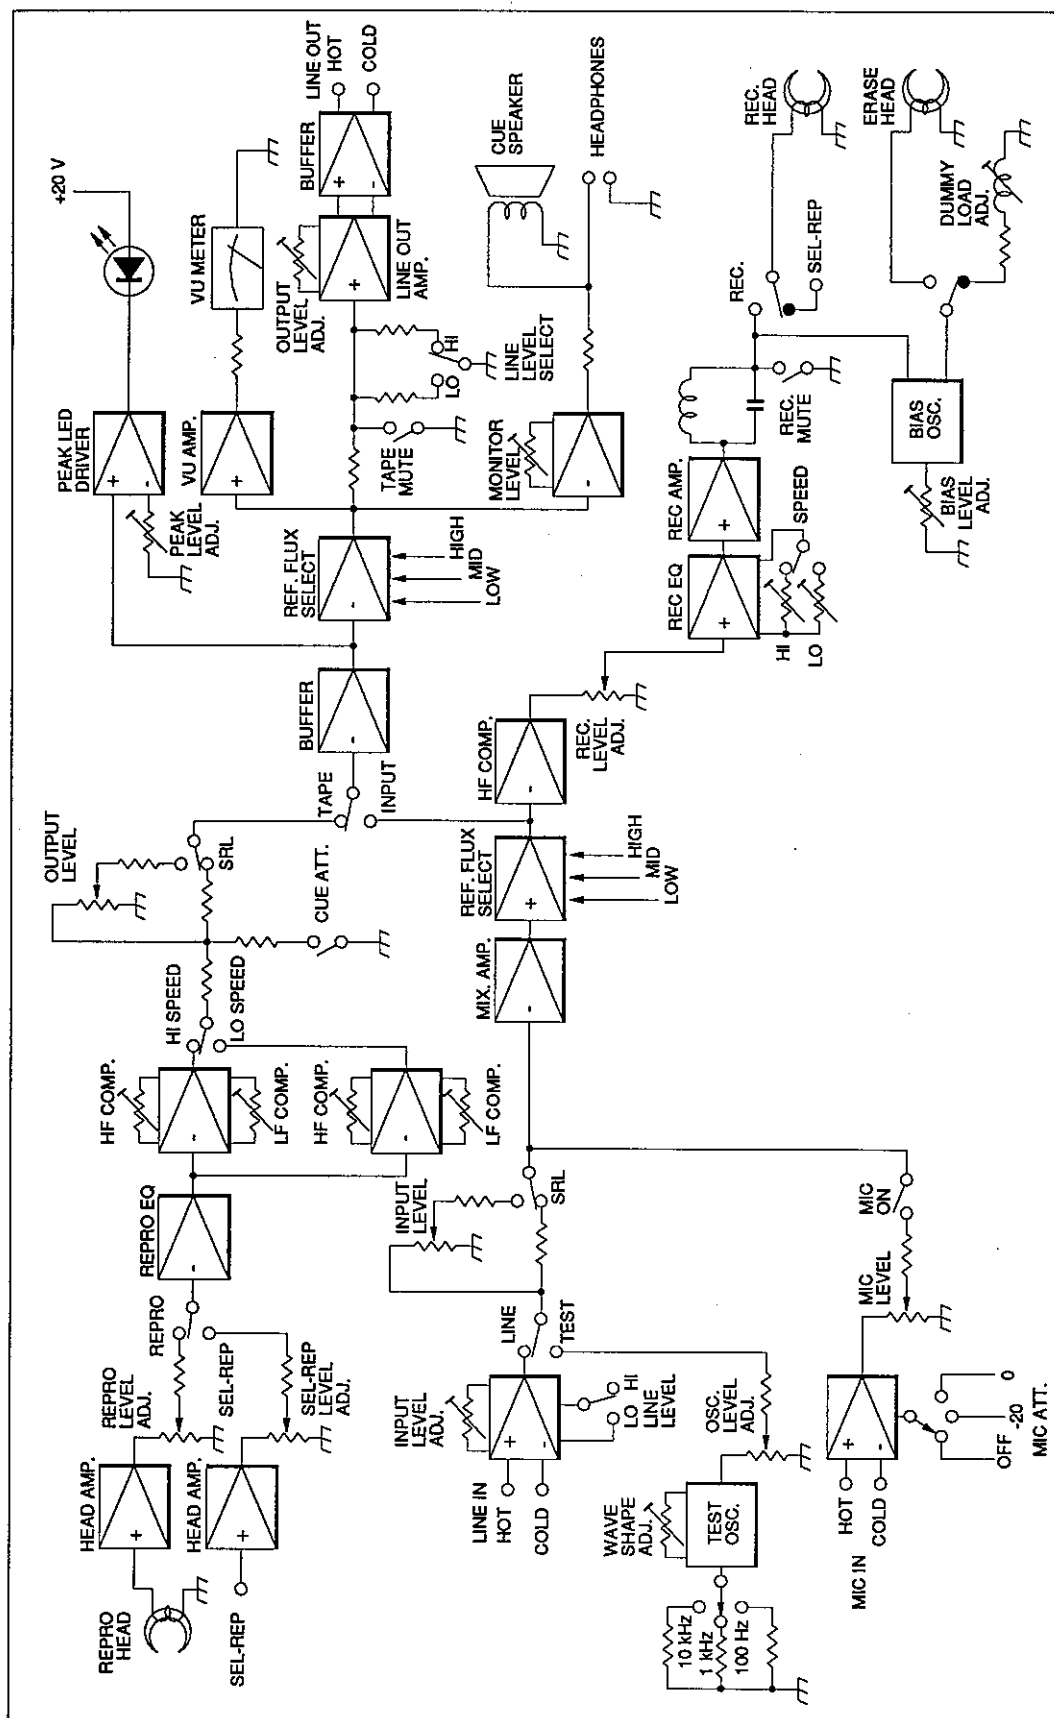 REPRO
HEAD
HEAD AMP.
REPRO
LEVEL
ADJ.
+
SEL-REP
HEAD AMP.
+
SEL-REP
LEVEL
ADJ.
REPRO
SEL-REP
REPRO EQ
-
HF COMP.
-
LF COMP.
HF COMP.
-
LF COMP.
HI SPEED
LO SPEED
OUTPUT
LEVEL
SRL
CUE ATT.
TAPE
INPUT
BUFFER
-
REF. FLUX
SELECT
-
LOW
MID
HIGH
PEAK LED
DRIVER
+
-
PEAK
LEVEL
ADJ.
+20 V
VU AMP.
+
VU METER
TAPE
MUTE
LO
HI
LINE
LEVEL
SELECT
OUTPUT
LEVEL
ADJ.
+
LINE OUT
AMP.
BUFFER
+
-
LINE OUT
HOT
COLD
MONITOR
LEVEL
-
CUE
SPEAKER
HEADPHONES
LINE IN
HOT
COLD
INPUT
LEVEL
ADJ.
+
-
LO
HI
LINE
LEVEL
LINE
TEST
INPUT
LEVEL
SRL
MIX. AMP.
-
REF. FLUX
SELECT
+
LOW
MID
HIGH
HF COMP.
-
REC.
LEVEL
ADJ.
REC EQ
+
HI
LO
SPEED
REC AMP.
+
REC.
MUTE
REC.
SEL-REP
REC.
HEAD
ERASE
HEAD
DUMMY
LOAD
ADJ.
BIAS
OSC.
BIAS
LEVEL
ADJ.
10 kHz
1 kHz
100 Hz
WAVE
SHAPE
ADJ.
TEST
OSC.
OSC.
LEVEL
ADJ.
MIC IN
HOT
COLD
+
-
OFF
-20
0
MIC ATT.
MIC
LEVEL
MIC
ON